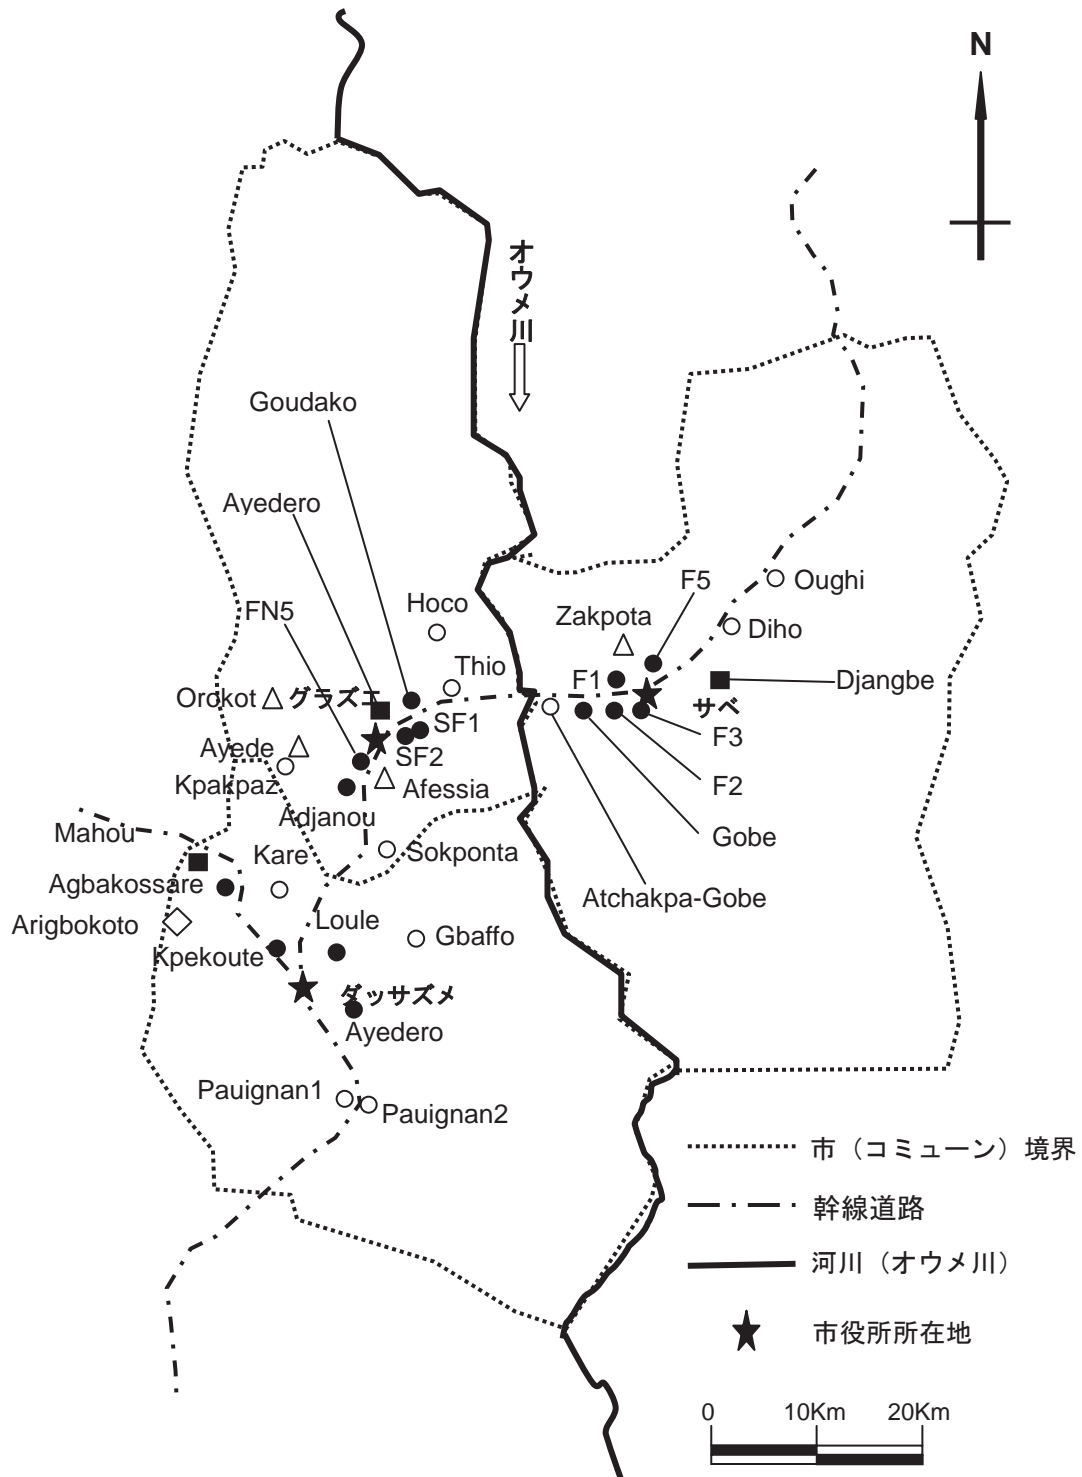 N
オウメ川
Goudako
Ayedero
FN5
Hoco
Thio
Zakpota
F5
Oughi
Diho
F1
Djangbe
Orokot
グラズエ
サベ
SF1
SF2
F3
Ayede
Kpakpaz
Afessia
F2
Adjanou
Mahou
Gobe
Kare
Sokponta
Agbakossare
Atchakpa-Gobe
Arigbokoto
Loule
Gbaffo
Kpekoute
ダッサズメ
Ayedero
Pauignan1
Pauignan2
市（コミューン）境界
幹線道路
河川（オウメ川）
市役所所在地
0 10Km 20Km